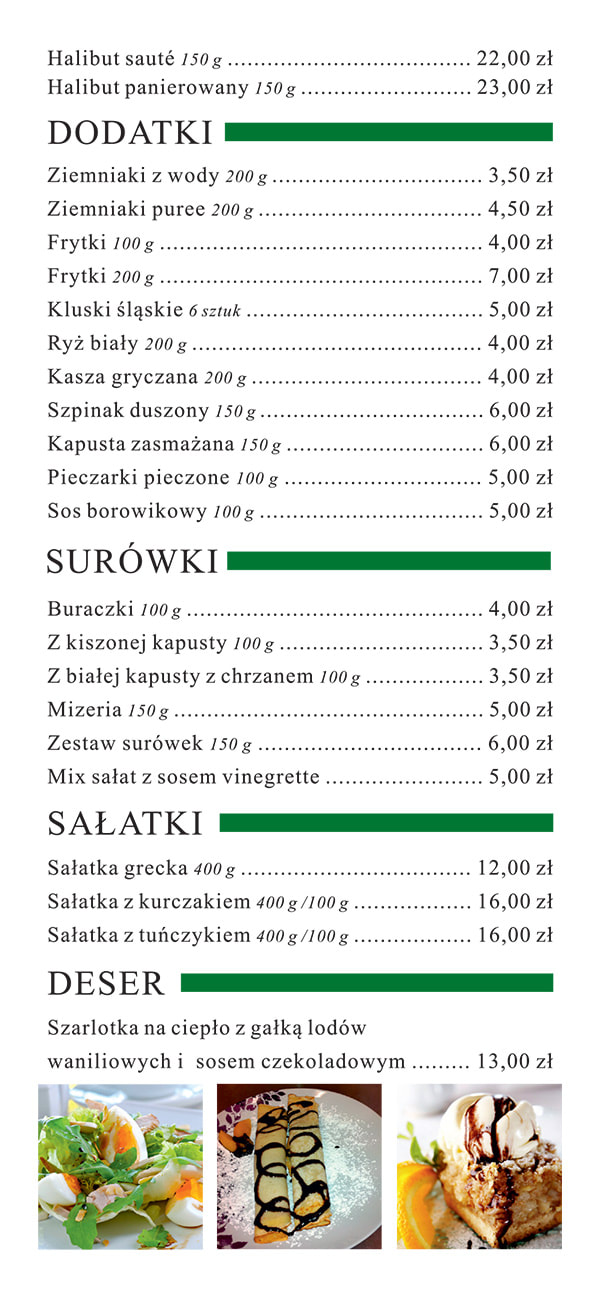 Halibut sauté 150 g ................................... 22,00 zł
Halibut panierowany 150 g ......................... 23,00 zł
DODATKI
Ziemniaki z wody 200 g .............................. 3,50 zł
Ziemniaki puree 200 g ................................ 4,50 zł
Frytki 100 g .............................................. 4,00 zł
Frytki 200 g .............................................. 7,00 zł
Kluski śląskie 6 sztuk .................................. 5,00 zł
Ryż biały 200 g ......................................... 4,00 zł
Kasza gryczana 200 g ................................. 4,00 zł
Szpinak duszony 150 g ................................ 6,00 zł
Kapusta zasmażana 150 g ............................ 6,00 zł
Pieczarki pieczone 100 g ............................ 5,00 zł
Sos borowikowy 100 g ................................ 5,00 zł
SURÓWKI
Buraczki 100 g .......................................... 4,00 zł
Z kiszonej kapusty 100 g ............................. 3,50 zł
Z białej kapusty z chrzanem 100 g ................. 3,50 zł
Mizeria 150 g ............................................ 5,00 zł
Zestaw surówek 150 g ................................ 6,00 zł
Mix sałat z sosem vinegrette ....................... 5,00 zł
SAŁATKI
Sałatka grecka 400 g ................................. 12,00 zł
Sałatka z kurczakiem 400 g /100 g ................. 16,00 zł
Sałatka z tuńczykiem 400 g /100 g ................. 16,00 zł
DESER
Szarlotka na ciepło z gałką lodów
waniliowych i sosem czekoladowym ......... 13,00 zł